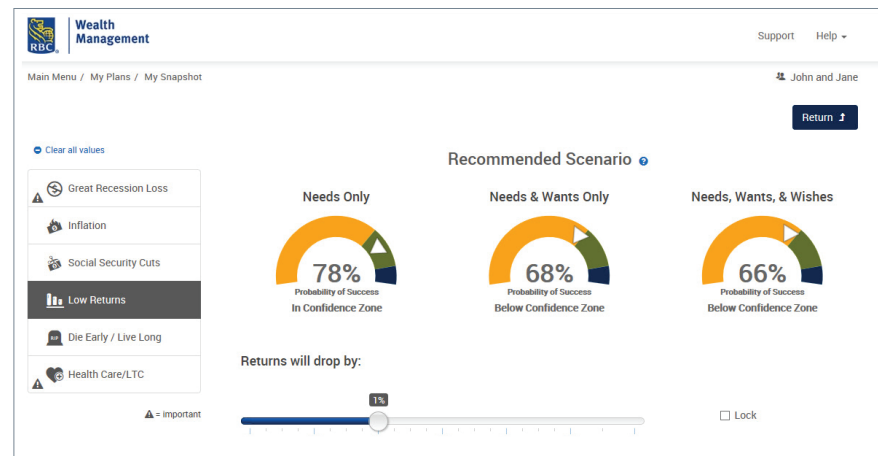 Wealth
Management
RBC
Support Help
Main Menu / My Plans / My Snapshot
John and Jane
Return
Clear all values
Recommended Scenario ?
Great Recession Loss
Inflation
Social Security Cuts
Low Returns
RIP
Die Early / Live Long
Health Care/LTC
= important
Needs Only
78%
Probability of Success
In Confidence Zone
Needs & Wants Only
68%
Probability of Success
Below Confidence Zone
Needs, Wants, & Wishes
66%
Probability of Success
Below Confidence Zone
Returns will drop by:
1%
Lock